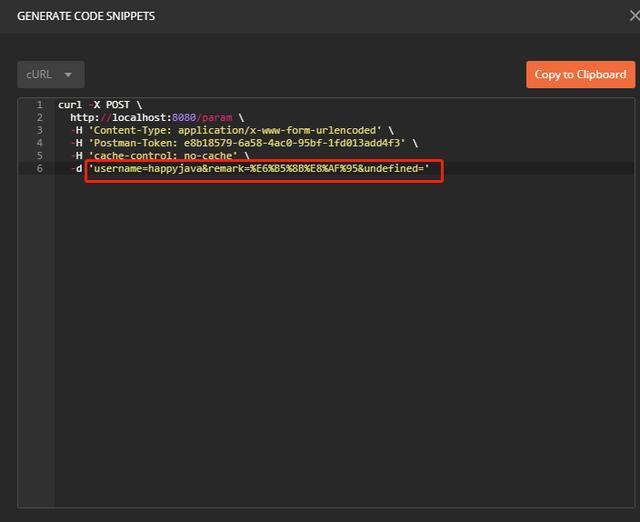 GENERATE CODE SNIPPETS
cURL
Copy to Clipboard
1 curl -X POST \
2 http://localhost:8080/param \
3 -H 'Content-Type: application/x-www-form-urlencoded' \
4 -H 'Postman-Token: e8b18579-6a58-4ac0-95bf-1fd013add4f3' \
5 -H 'cache-control: no-cache' \
6 -d 'username=happyjava&remark=%E6%B5%8B%E8%AF%95&undefined='